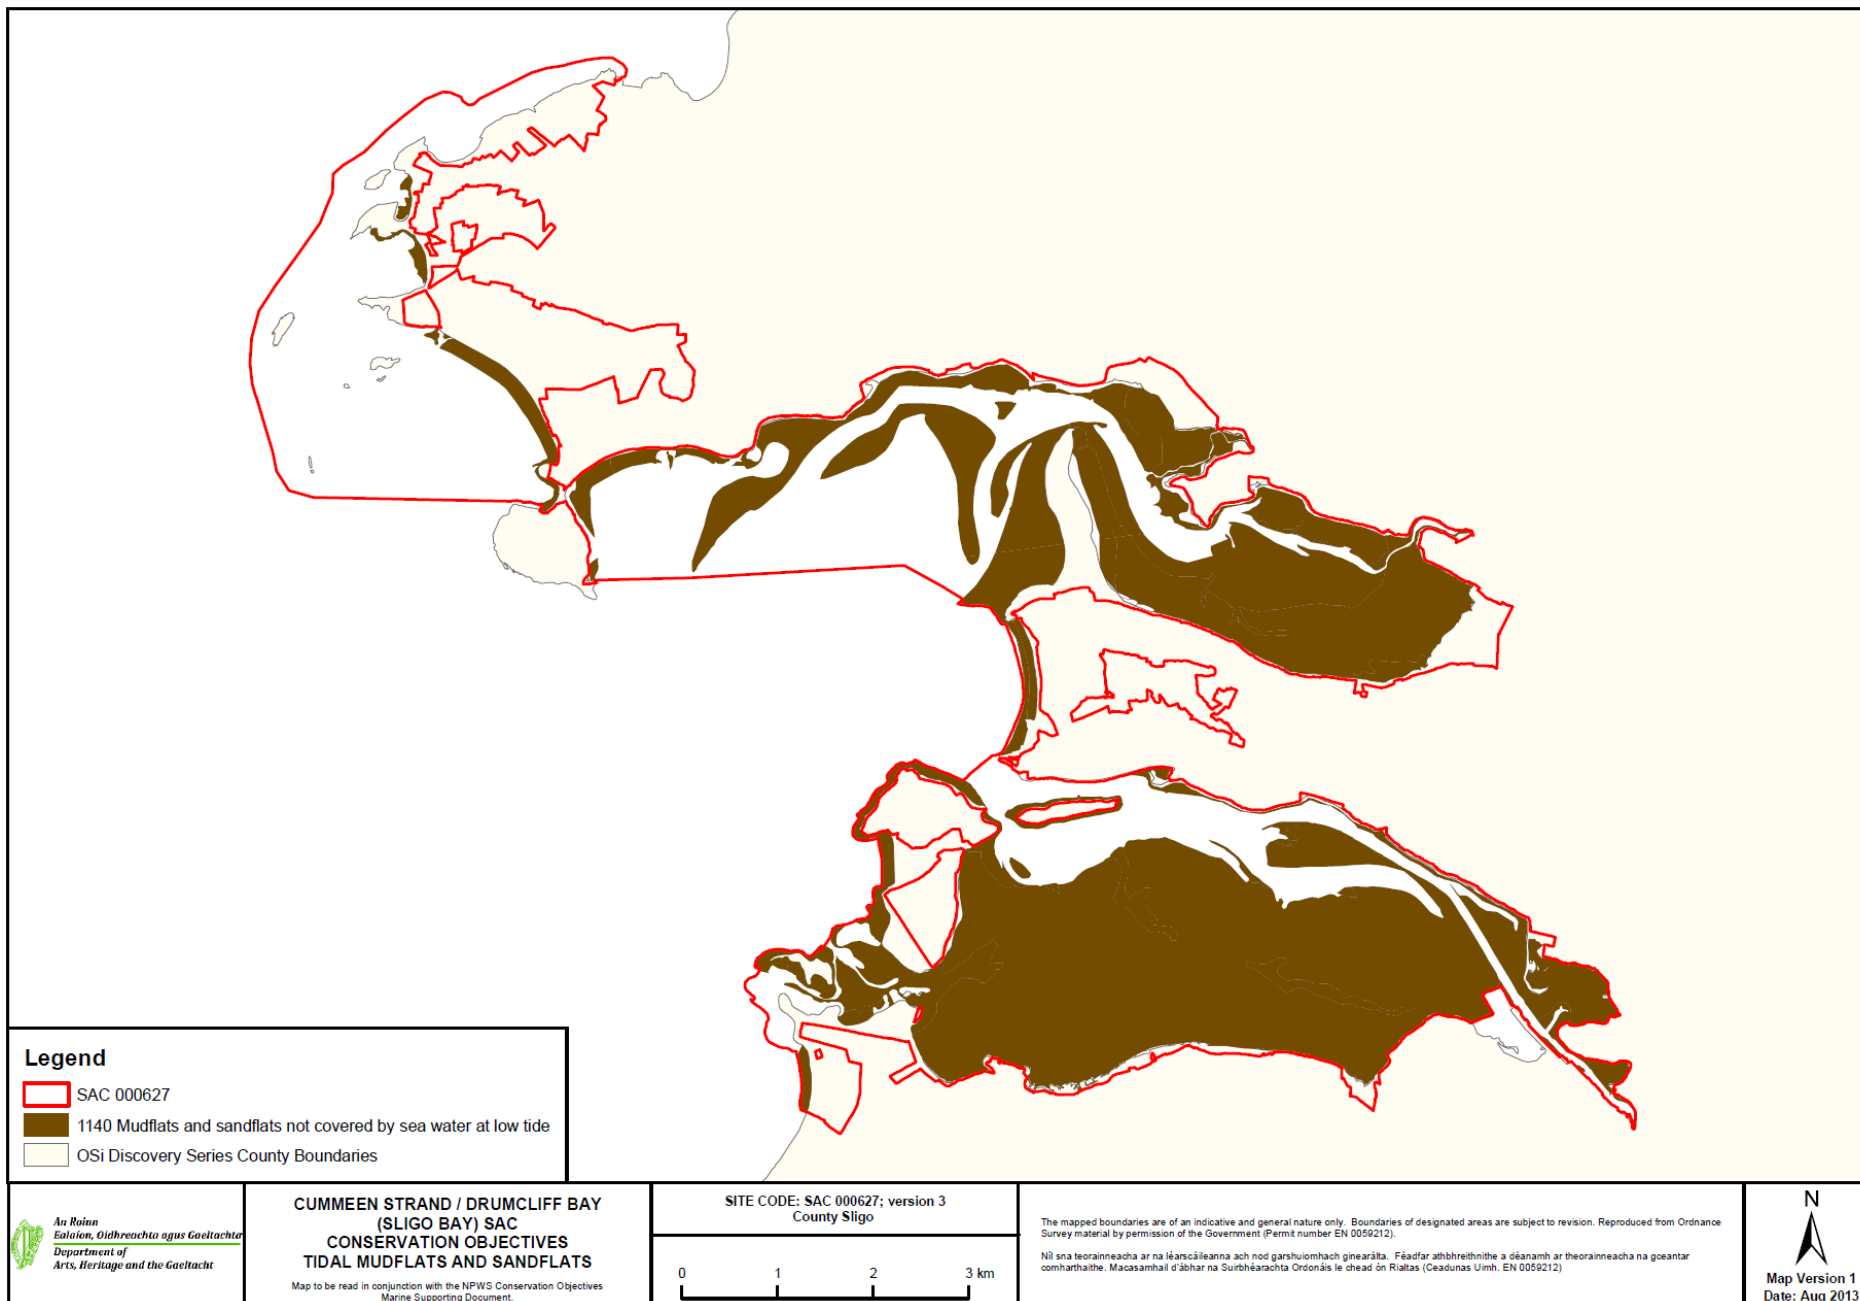 Legend
SAC 000627
1140 Mudflats and sandflats not covered by sea water at low tide
OSi Discovery Series County Boundaries
An Roinn
Ealaíon, Oidhreachta agus Gaeltachta
Department of
Arts, Heritage and the Gaeltacht
CUMMEEN STRAND / DRUMCLIFF BAY
(SLIGO BAY) SAC
CONSERVATION OBJECTIVES
TIDAL MUDFLATS AND SANDFLATS
Map to be read in conjunction with the NPWS Conservation Objectives
Marine Supporting Document.
SITE CODE: SAC 000627; version 3
County Sligo
0 1 2 3 km
The mapped boundaries are of an indicative and general nature only. Boundaries of designated areas are subject to revision. Reproduced from Ordnance
Survey material by permission of the Government (Permit number EN 0059212).
Níl sna teorainneacha ar na léarscáileanna ach nod garshuiomhach ginearálta. Féadfar athbhreithnithe a déanamh ar theorainneacha na gceantar
comharthaithe. Macasamhail d'ábhar na Suirbhéarachta Ordonáis le chead ón Rialtas (Ceadunas Uimh. EN 0059212)
N
Map Version 1
Date: Aug 2013